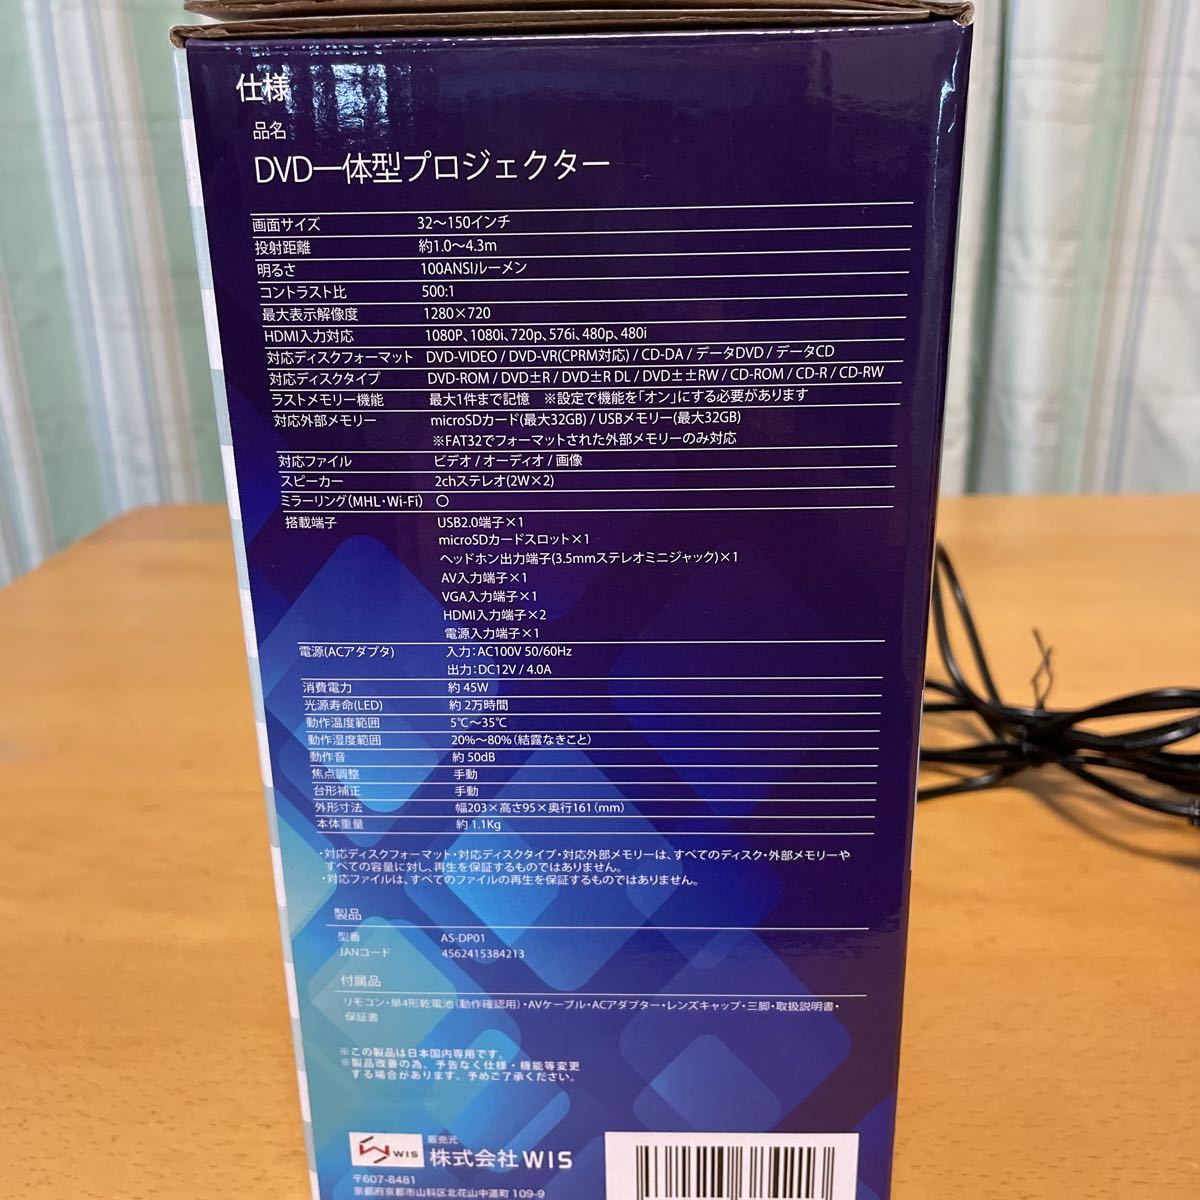 仕様
品名
DVD一体型プロジェクター
画面サイズ 32～150インチ
投射距離 約1.0～4.3m
明るさ 100ANSIルーメン
コントラスト比 500:1
最大表示解像度 1280×720
HDMI入力対応 1080P、1080i、720p、576i、480p、480i
対応ディスクフォーマット DVD-VIDEO / DVD-VR(CPRM対応) / CD-DA / データDVD / データCD
対応ディスクタイプ DVD-ROM / DVD±R / DVD±R DL / DVD±±RW / CD-ROM / CD-R / CD-RW
ラストメモリー機能 最大1件まで記憶 ※設定で機能を「オン」にする必要があります
対応外部メモリー microSDカード(最大32GB) / USBメモリー(最大32GB)
※FAT32でフォーマットされた外部メモリーのみ対応
対応ファイル ビデオ / オーディオ / 画像
スピーカー 2chステレオ(2W×2)
ミラーリング(MHL・Wi-Fi) 〇
搭載端子 USB2.0端子×1
microSDカードスロット×1
ヘッドホン出力端子(3.5mmステレオミニジャック)×1
AV入力端子×1
VGA入力端子×1
HDMI入力端子×2
電源入力端子×1
電源(ACアダプタ) 入力:AC100V 50/60Hz
出力:DC12V / 4.0A
消費電力 約 45W
光源寿命(LED) 約 2万時間
動作温度範囲 5℃～35℃
動作湿度範囲 20%～80%(結露なきこと)
動作音 約 50dB
焦点調整 手動
台形補正 手動
外形寸法 幅203×高さ95×奥行161(mm)
本体重量 約 1.1Kg
・対応ディスクフォーマット・対応ディスクタイプ・対応外部メモリーは、すべてのディスク・外部メモリーや
すべての容量に対し、再生を保証するものではありません。
・対応ファイルは、すべてのファイルの再生を保証するものではありません。
製品
型番 AS-DP01
JANコード 4562415384213
付属品
リモコン・単4形乾電池(動作確認用)・AVケーブル・ACアダプター・レンズキャップ・三脚・取扱説明書・
保証書
※この製品は日本国内専用です。
※製品改善の為、予告なく仕様・機能等変更
する場合があります。予めご了承ください。
WIS
販売元
株式会社WIS
〒607-8481
京都府京都市山科区北花山中道町 109-9